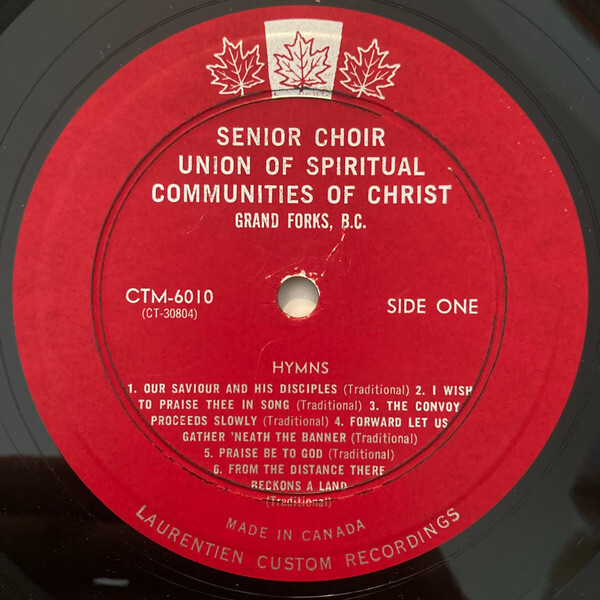 SENIOR CHOIR
UNION OF SPIRITUAL
COMMUNITIES OF CHRIST
GRAND FORKS, B.C.
CTM-6010
(CT-30804)
SIDE ONE
HYMNS
1. OUR SAVIOUR AND HIS DISCIPLES (Traditional) 2. I WISH
TO PRAISE THEE IN SONG (Traditional) 3. THE CONVOY
PROCEEDS SLOWLY (Traditional) 4. FORWARD LET US
GATHER 'NEATH THE BANNER (Traditional)
5. PRAISE BE TO GOD (Traditional)
6. FROM THE DISTANCE THERE
BECKONS A LAND
(Traditional)
MADE IN CANADA
LAURENTIEN CUSTOM RECORDINGS